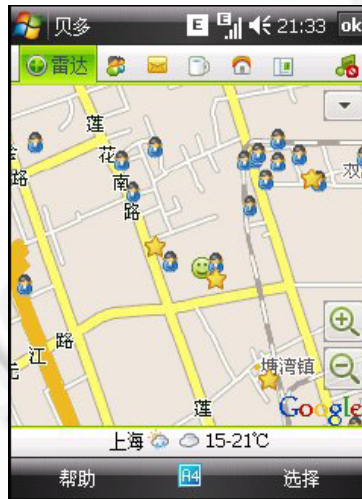 贝多 E E 21:33 ok
雷达
莲
花
南
路
路
双
路
江
塘湾镇
莲
Google
上海 15-21℃
帮助 A4 选择